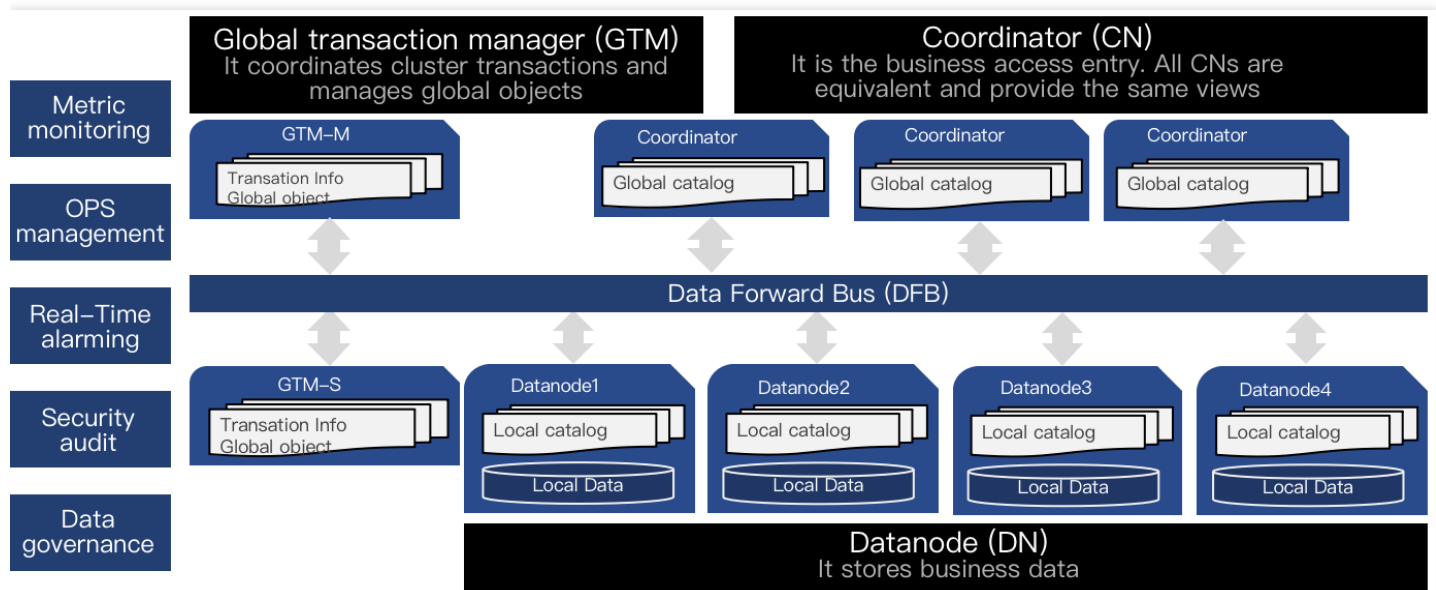 Global transaction manager (GTM)
It coordinates cluster transactions and
manages global objects
Coordinator (CN)
It is the business access entry. All CNs are
equivalent and provide the same views
Metric
monitoring
OPS
management
Real-Time
alarming
Security
audit
Data
governance
GTM-M
Transation Info
Global object
Coordinator
Global catalog
Coordinator
Global catalog
Coordinator
Global catalog
Data Forward Bus (DFB)
GTM-S
Transation Info
Global object
Datanode1
Local catalog
Local Data
Datanode2
Local catalog
Local Data
Datanode3
Local catalog
Local Data
Datanode4
Local catalog
Local Data
Datanode (DN)
It stores business data